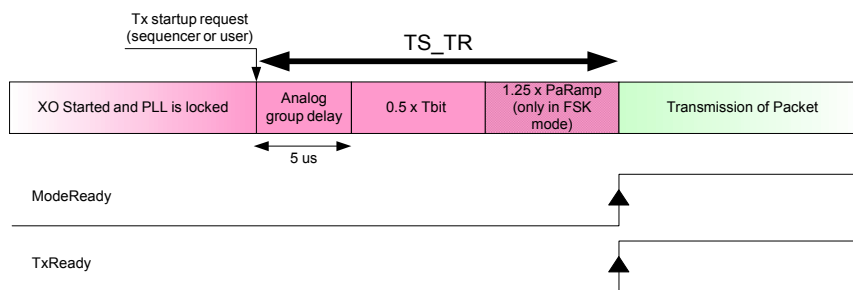 Tx startup request
(sequencer or user)
TS_TR
XO Started and PLL is locked
Analog
group delay
0.5 x Tbit
1.25 x PaRamp
(only in FSK
mode)
Transmission of Packet
5 us
ModeReady
TxReady